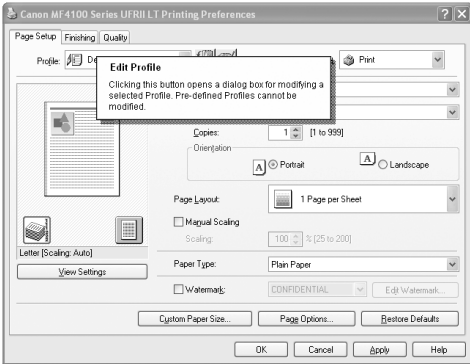 Canon MF4100 Series UFRII LT Printing Preferences
Page Setup Finishing Quality
Profile: De
Print
Edit Profile
Clicking this button opens a dialog box for modifying a
selected Profile. Pre-defined Profiles cannot be
modified.
Copies: 1 [1 to 999]
Orientation
A Portrait A Landscape
Page Layout: 1 Page per Sheet
Manual Scaling
Scaling: 100 % [25 to 200]
Letter [Scaling: Auto]
View Settings
Paper Type: Plain Paper
Watermark: CONFIDENTIAL Edit Watermark...
Custom Paper Size... Page Options... Restore Defaults
OK Cancel Apply Help